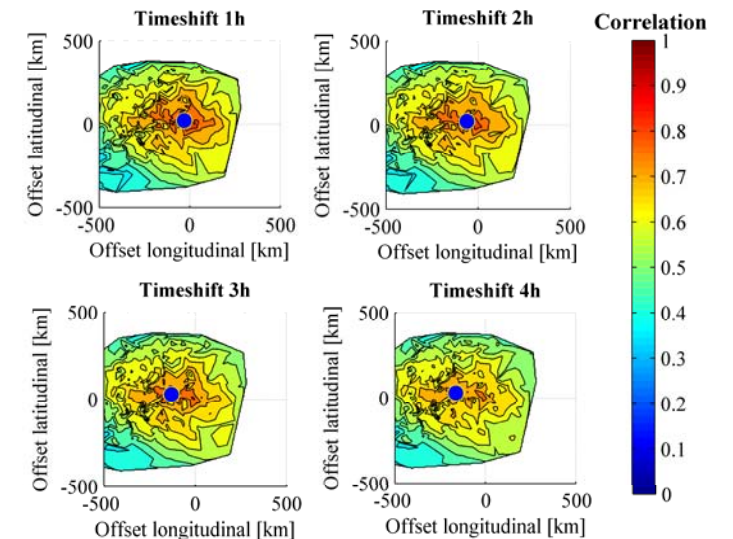 Timeshift 1h
Timeshift 2h
Correlation
500
0
-500
-500
0
500
Offset latitudinal [km]
Offset longitudinal [km]
500
0
-500
-500
0
500
Offset latitudinal [km]
Offset longitudinal [km]
Timeshift 3h
Timeshift 4h
500
0
-500
-500
0
500
Offset latitudinal [km]
Offset longitudinal [km]
500
0
-500
-500
0
500
Offset latitudinal [km]
Offset longitudinal [km]
1
0.9
0.8
0.7
0.6
0.5
0.4
0.3
0.2
0.1
0